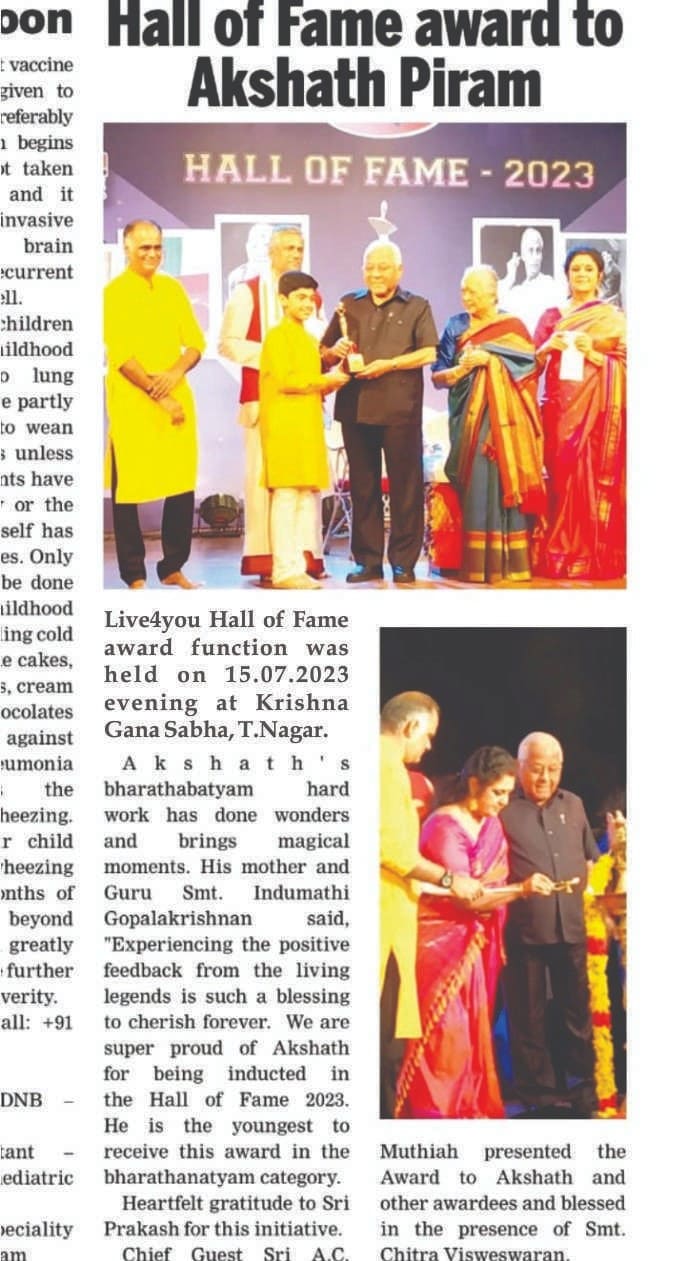 oon
t vaccine
given to
referably
n begins
ot taken
and it
invasive
brain
ecurrent
ell.
children
hildhood
o lung
e partly
to wean
s unless
nts have
r or the
self has
es. Only
be done
hildhood
ling cold
e cakes,
s, cream
ocolates
against
eumonia
s the
heezing.
r child
wheezing
onths of
beyond
greatly
further
verity.
all: +91
DNB –
tant –
aediatric
peciality
am
Hall of Fame award to
Akshath Piram
HALL OF FAME - 2023
Live4you Hall of Fame
award function was
held on 15.07.2023
evening at Krishna
Gana Sabha, T.Nagar.
Akshath's
bharathabatyam hard
work has done wonders
and brings magical
moments. His mother and
Guru Smt. Indumathi
Gopalakrishnan said,
"Experiencing the positive
feedback from the living
legends is such a blessing
to cherish forever. We are
super proud of Akshath
for being inducted in
the Hall of Fame 2023.
He is the youngest to
receive this award in the
bharathanatyam category.
Heartfelt gratitude to Sri
Prakash for this initiative.
Chief Guest Sri A.C.
Muthiah presented the
Award to Akshath and
other awardees and blessed
in the presence of Smt.
Chitra Visweswaran.